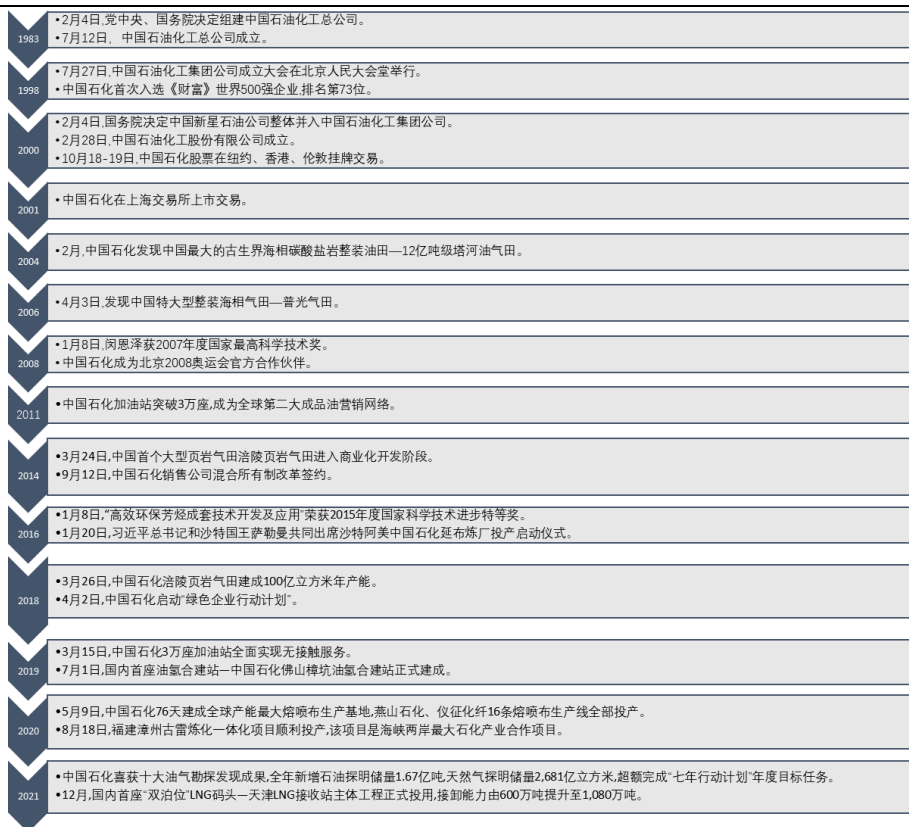 1983
•2月4日,党中央、国务院决定组建中国石油化工总公司。
•7月12日，中国石油化工总公司成立。
1998
•7月27日,中国石油化工集团公司成立大会在北京人民大会堂举行。
•中国石化首次入选《财富》世界500强企业,排名第73位。
2000
•2月4日,国务院决定中国新星石油公司整体并入中国石油化工集团公司。
•2月28日,中国石油化工股份有限公司成立。
•10月18-19日,中国石化股票在纽约、香港、伦敦挂牌交易。
2001
•中国石化在上海交易所上市交易。
2004
•2月,中国石化发现中国最大的古生界海相碳酸盐岩整装油田—12亿吨级塔河油气田。
2006
•4月3日,发现中国特大型整装海相气田—普光气田。
2008
•1月8日,闵恩泽获2007年度国家最高科学技术奖。
•中国石化成为北京2008奥运会官方合作伙伴。
2011
•中国石化加油站突破3万座,成为全球第二大成品油营销网络。
2014
•3月24日,中国首个大型页岩气田涪陵页岩气田进入商业化开发阶段。
•9月12日,中国石化销售公司混合所有制改革签约。
2016
•1月8日,“高效环保芳烃成套技术开发及应用”荣获2015年度国家科学技术进步特等奖。
•1月20日,习近平总书记和沙特国王萨勒曼共同出席沙特阿美中国石化延布炼厂投产启动仪式。
2018
•3月26日,中国石化涪陵页岩气田建成100亿立方米年产能。
•4月2日,中国石化启动“绿色企业行动计划”。
2019
•3月15日,中国石化3万座加油站全面实现无接触服务。
•7月1日,国内首座油氢合建站—中国石化佛山樟坑油氢合建站正式建成。
2020
•5月9日,中国石化76天建成全球产能最大熔喷布生产基地,燕山石化、仪征化纤16条熔喷布生产线全部投产。
•8月18日,福建漳州古雷炼化一体化项目顺利投产,该项目是海峡两岸最大石化产业合作项目。
2021
•中国石化喜获十大油气勘探发现成果,全年新增石油探明储量1.67亿吨,天然气探明储量2,681亿立方米,超额完成“七年行动计划”年度目标任务。
•12月,国内首座“双泊位”LNG码头—天津LNG接收站主体工程正式投用,接卸能力由600万吨提升至1,080万吨。